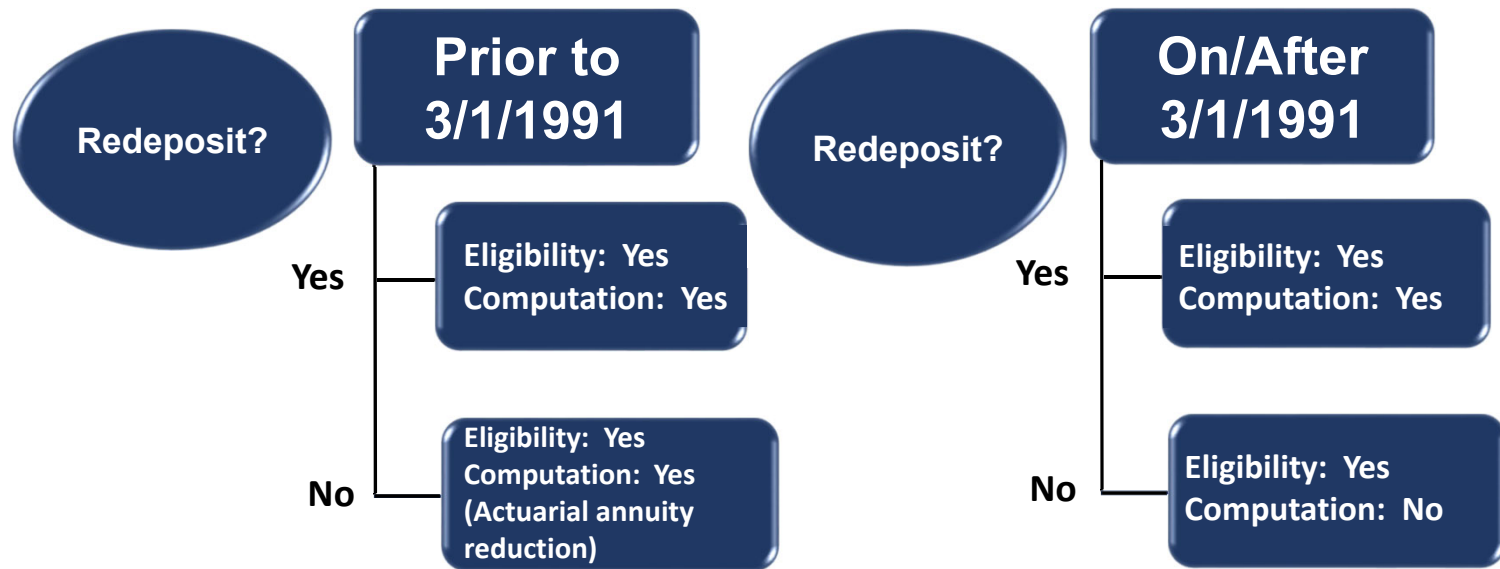 Redeposit?
Prior to
3/1/1991
Yes
Eligibility: Yes
Computation: Yes
No
Eligibility: Yes
Computation: Yes
(Actuarial annuity
reduction)
Redeposit?
On/After
3/1/1991
Yes
Eligibility: Yes
Computation: Yes
No
Eligibility: Yes
Computation: No